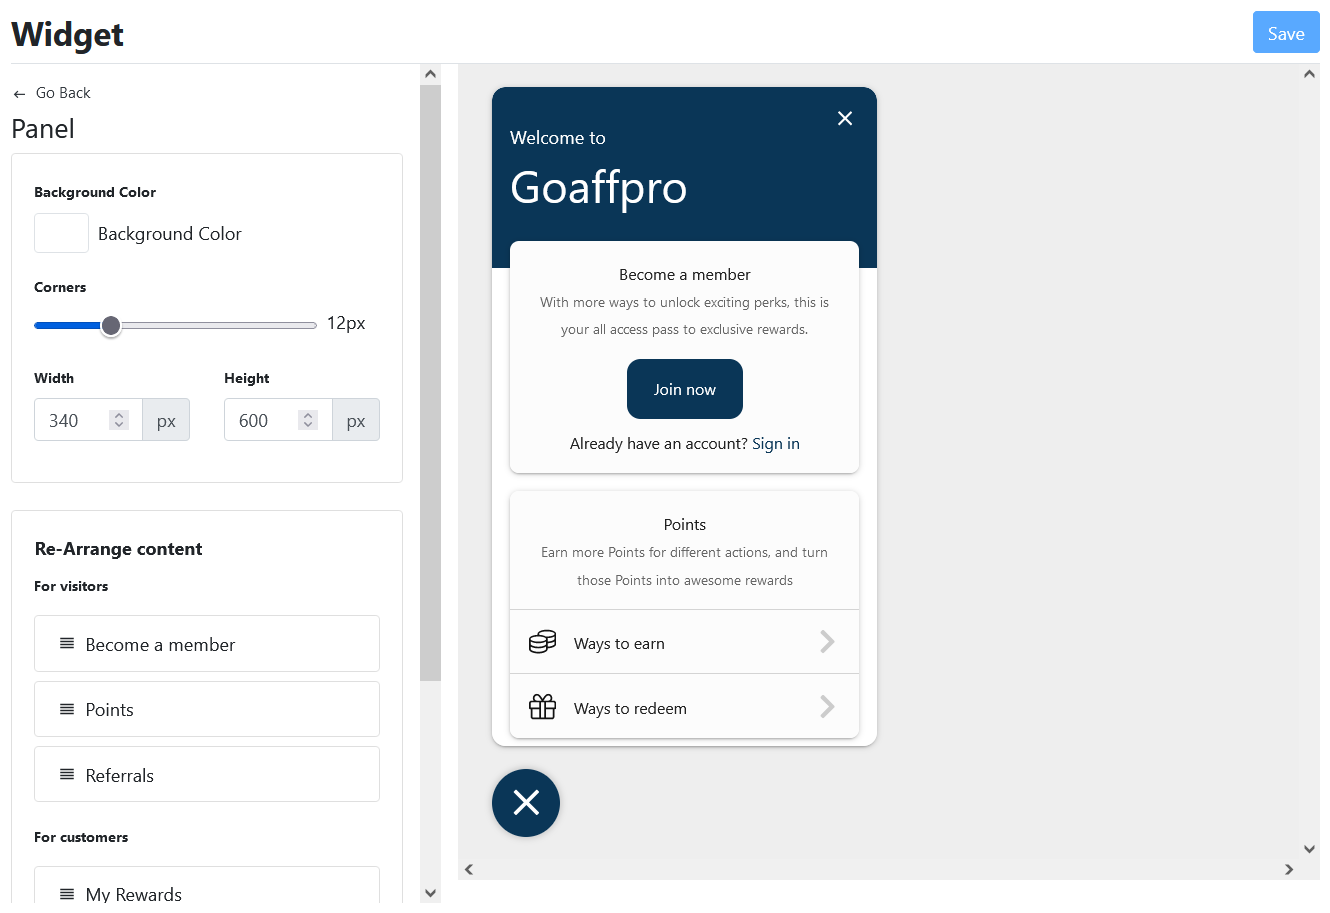 Widget
Save
Go Back
Panel
Background Color
Background Color
Corners
12px
Width
Height
340 px
600 px
Re-Arrange content
For visitors
Become a member
Points
Referrals
For customers
My Rewards
Welcome to
Goaffpro
Become a member
With more ways to unlock exciting perks, this is
your all access pass to exclusive rewards.
Join now
Already have an account? Sign in
Points
Earn more Points for different actions, and turn
those Points into awesome rewards
Ways to earn
Ways to redeem